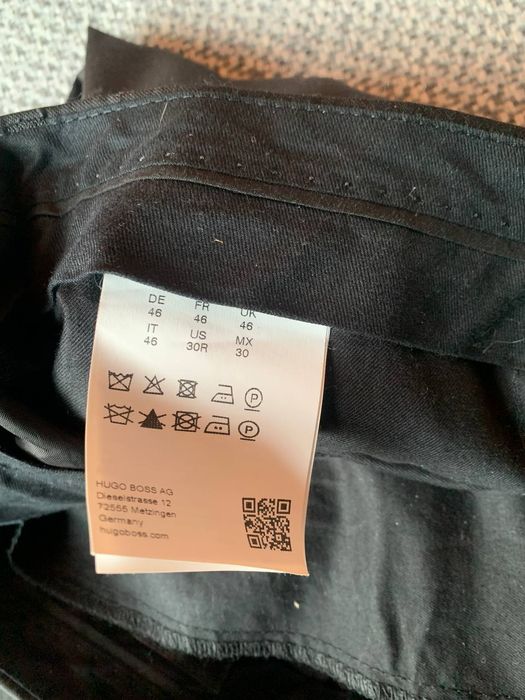 DE FR UK
46 46 46
IT US MX
46 30R 30
P
P
HUGO BOSS AG
Dieselstrasse 12
72555 Metzingen
Germany
hugoboss.com